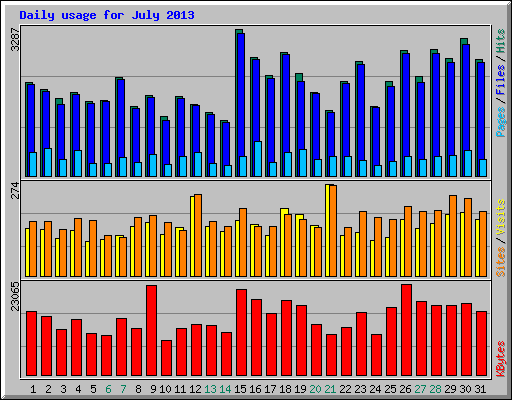 Daily usage for July 2013
3287
Pages / Files / Hits
274
Sites / Visits
23065
KBytes
1 2 3 4 5 6 7 8 9 10 11 12 13 14 15 16 17 18 19 20 21 22 23 24 25 26 27 28 29 30 31